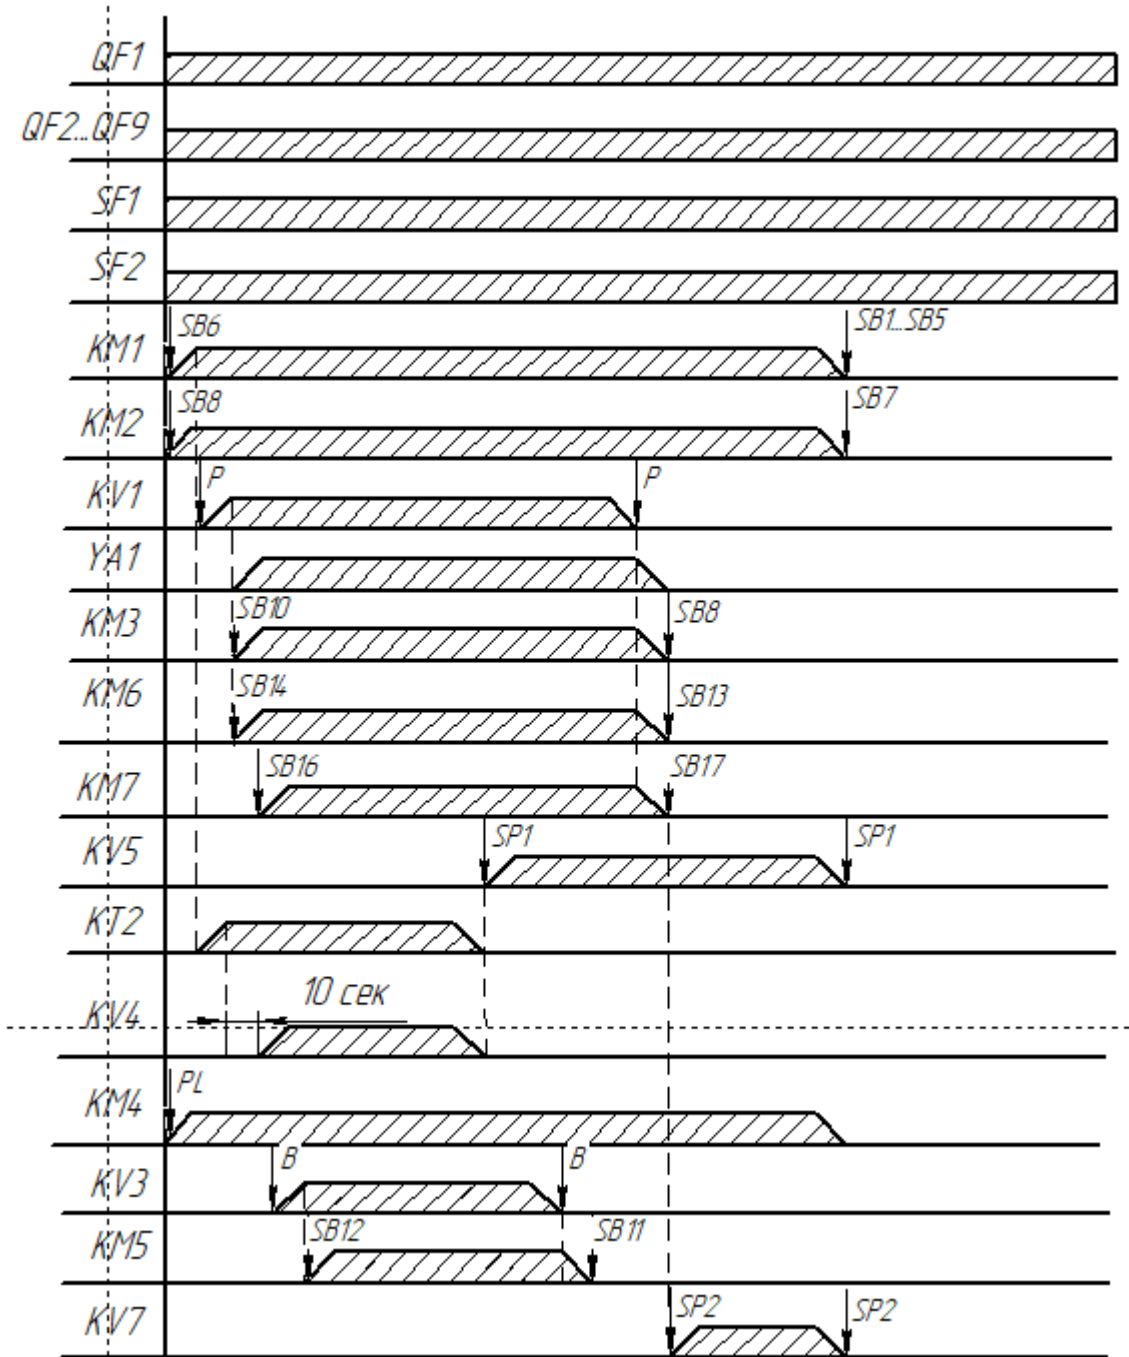 QF1
QF2...QF9
SF1
SF2
SB6
SB1...SB5
KM1
SB8
SB7
KM2
P
P
KV1
YA1
SB10
SB8
KM3
SB14
SB13
KM6
SB16
SB17
KM7
SP1
SP1
KV5
KT2
10 сек
KV4
PL
KM4
B
B
KV3
SB12
SB11
KM5
SP2
SP2
KV7